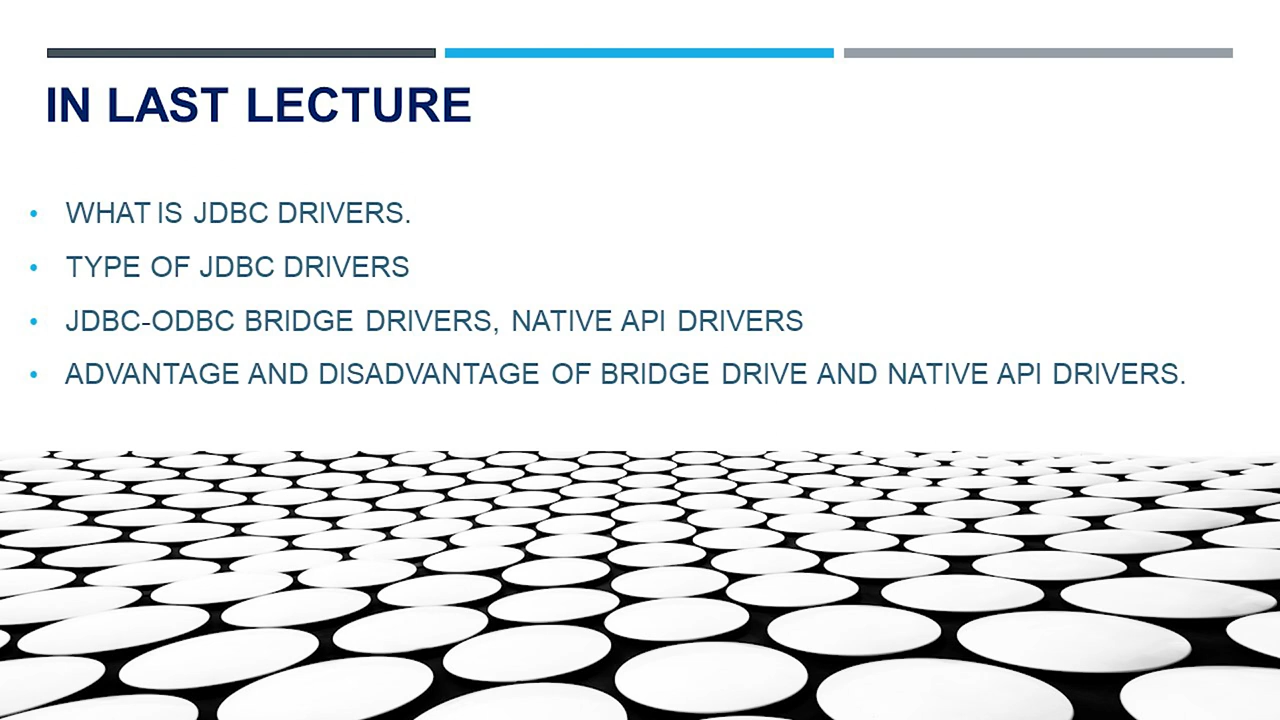 IN LAST LECTURE
• WHAT IS JDBC DRIVERS.
• TYPE OF JDBC DRIVERS
• JDBC-ODBC BRIDGE DRIVERS, NATIVE API DRIVERS
• ADVANTAGE AND DISADVANTAGE OF BRIDGE DRIVE AND NATIVE API DRIVERS.